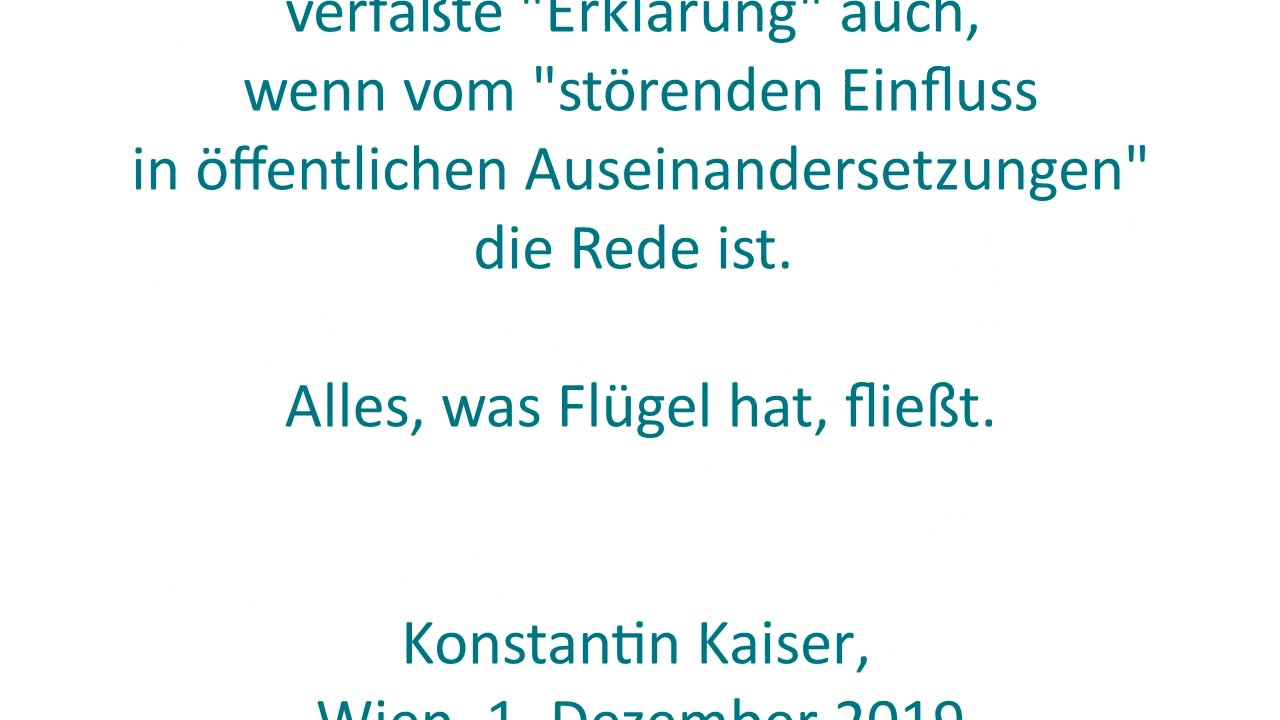 verfaßte "Erklärung" auch,
wenn vom "störenden Einfluss
in öffentlichen Auseinandersetzungen"
die Rede ist.
Alles, was Flügel hat, fließt.
Konstantin Kaiser,
Wien, 1. Dezember 2019